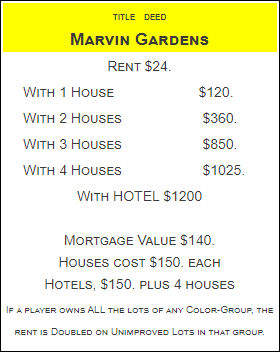 TITLE DEED
MARVIN GARDENS
RENT $24.
WITH 1 HOUSE $120.
WITH 2 HOUSES $360.
WITH 3 HOUSES $850.
WITH 4 HOUSES $1025.
WITH HOTEL $1200
MORTGAGE VALUE $140.
HOUSES COST $150. EACH
HOTELS, $150. PLUS 4 HOUSES
IF A PLAYER OWNS ALL THE LOTS OF ANY COLOR-GROUP, THE
RENT IS DOUBLED ON UNIMPROVED LOTS IN THAT GROUP.